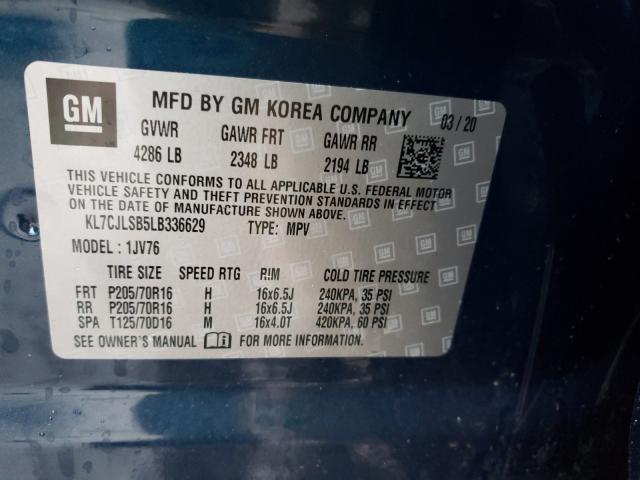 GM
MFD BY GM KOREA COMPANY 03/20
GVWR GAWR FRT GAWR RR
4286 LB 2348 LB 2194 LB
THIS VEHICLE CONFORMS TO ALL APPLICABLE U.S. FEDERAL MOTOR
VEHICLE SAFETY AND THEFT PREVENTION STANDARDS IN EFFECT
ON THE DATE OF MANUFACTURE SHOWN ABOVE.
KL7CJLSB5LB336629 TYPE: MPV
MODEL: 1JV76
TIRE SIZE SPEED RTG RIM COLD TIRE PRESSURE
FRT P205/70R16 H 16x6.5J 240KPA, 35 PSI
RR P205/70R16 H 16x6.5J 240KPA, 35 PSI
SPA T125/70D16 M 16x4.0T 420KPA, 60 PSI
SEE OWNER'S MANUAL FOR MORE INFORMATION.